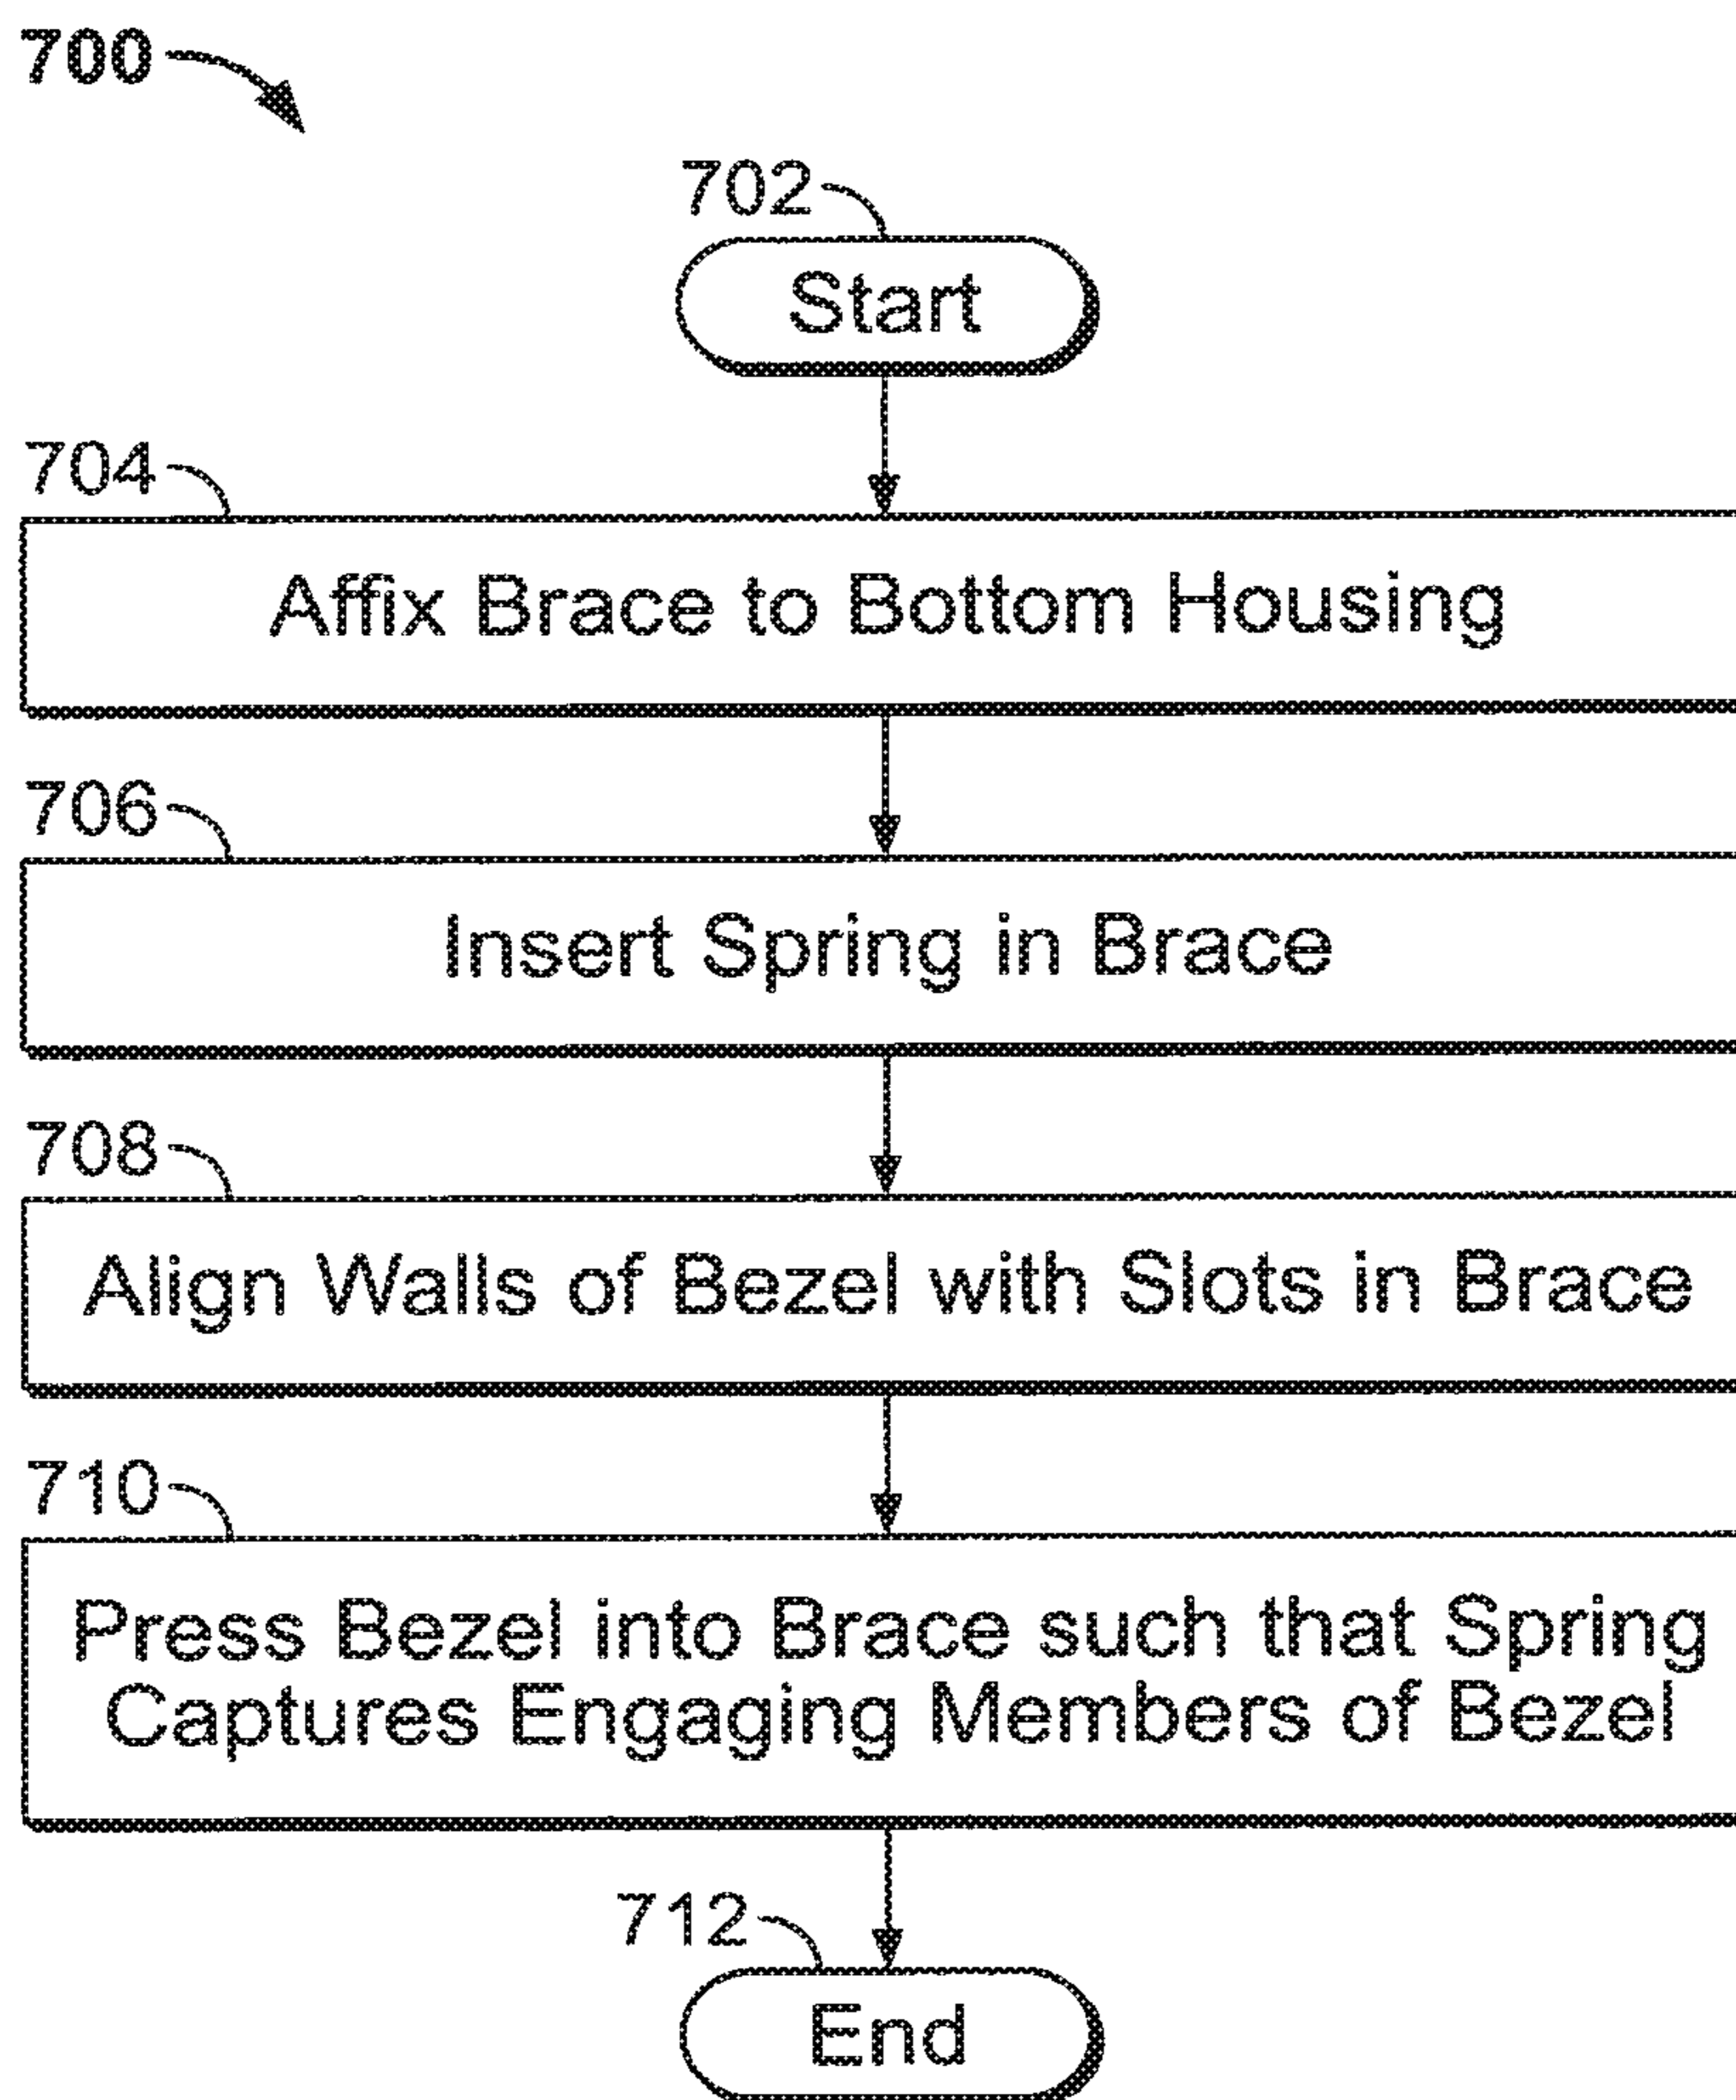 700
702
Start
704
Affix Brace to Bottom Housing
706
Insert Spring in Brace
708
Align Walls of Bezel with Slots in Brace
710
Press Bezel into Brace such that Spring
Captures Engaging Members of Bezel
712
End